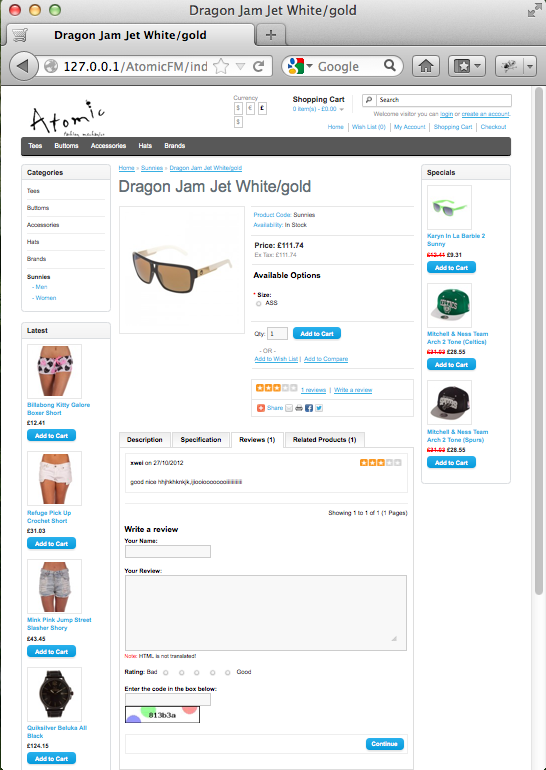 Dragon Jam Jet White/gold
Dragon Jam Jet White/gold
127.0.0.1/AtomicFM/ind
Google
Atomic
Currency
$ € £
$
Shopping Cart
0 item(s) - £0.00
Search
Welcome visitor you can login or create an account.
Home Wish List (0) My Account Shopping Cart Checkout
Tees Buttoms Accessories Hats Brands
Categories
Tees
Buttoms
Accessories
Hats
Brands
Sunnies
- Men
- Women
Latest
Billabong Kitty Galore
Boxer Short
£12.41
Add to Cart
Refuge Pick Up
Crochet Short
£31.03
Add to Cart
Mink Pink Jump Street
Slasher Shory
£43.45
Add to Cart
Quiksilver Beluka All
Black
£124.15
Add to Cart
Home » Sunnies » Dragon Jam Jet White/gold
Dragon Jam Jet White/gold
Product Code: Sunnies
Availability: In Stock
Price: £111.74
Ex Tax: £111.74
Available Options
* Size:
ASS
Qty: 1 Add to Cart
- OR -
Add to Wish List | Add to Compare
1 reviews | Write a review
Share
Description Specification Reviews (1) Related Products (1)
xwei on 27/10/2012
Showing 1 to 1 of 1 (1 Pages)
Write a review
Your Name:
Your Review:
Note: HTML is not translated!
Rating: Bad Good
Enter the code in the box below:
813b3a
Continue
Specials
Karyn In La Barbie 2
Sunny
£12.41 £9.31
Add to Cart
Mitchell & Ness Team
Arch 2 Tone (Celtics)
£31.03 £28.55
Add to Cart
Mitchell & Ness Team
Arch 2 Tone (Spurs)
£31.03 £28.55
Add to Cart